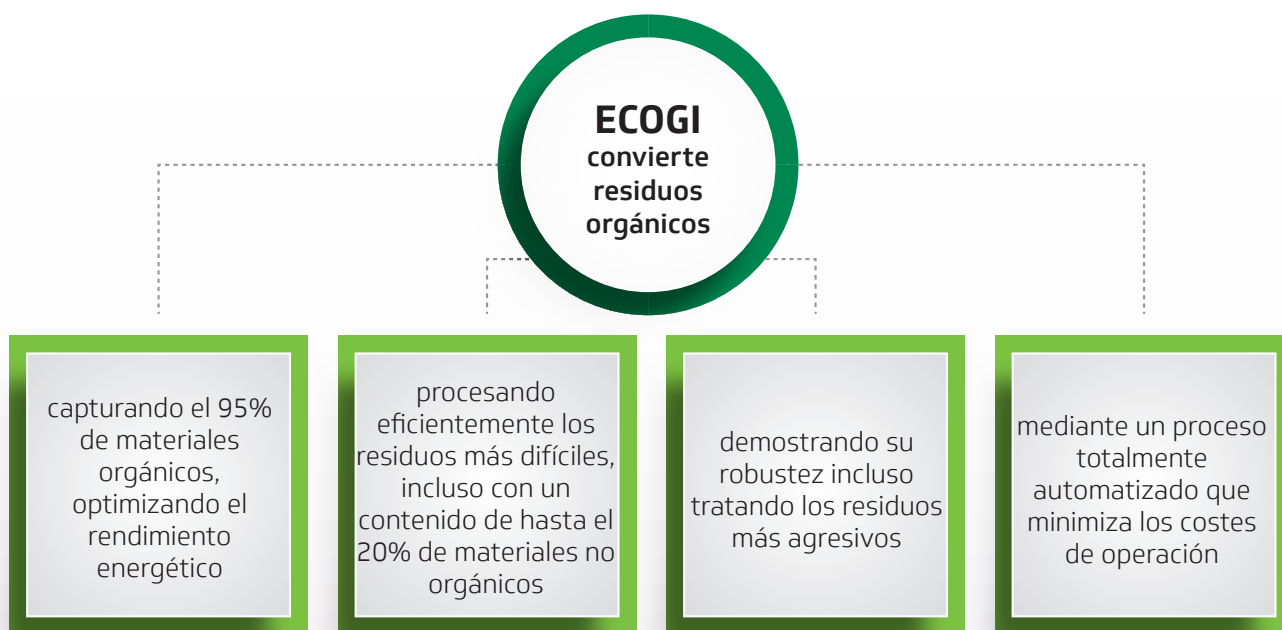 ECOGI
convierte
residuos
orgánicos
capturando el 95%
de materiales
orgánicos,
optimizando el
rendimiento
energético
procesando
eficientemente los
residuos más difíciles,
incluso con un
contenido de hasta el
20% de materiales no
orgánicos
demostrando su
robustez incluso
tratando los residuos
más agresivos
mediante un proceso
totalmente
automatizado que
minimiza los costes
de operación